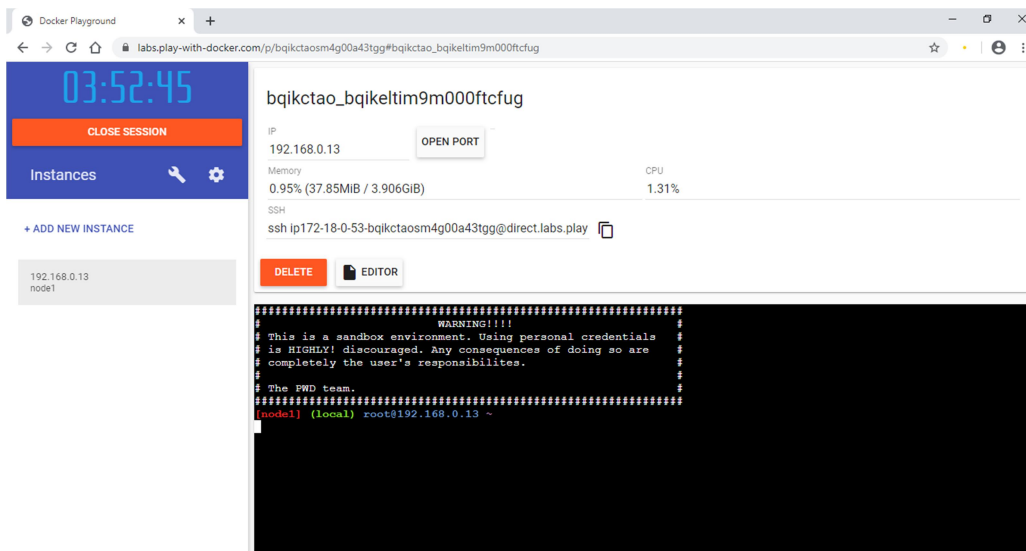 Docker Playground
labs.play-with-docker.com/p/bqikctaosm4g00a43tgg#bqikctao_bqikeltim9m000ftcfug
03:52:45
CLOSE SESSION
Instances
+ ADD NEW INSTANCE
192.168.0.13
node1
bqikctao_bqikeltim9m000ftcfug
IP
192.168.0.13
OPEN PORT
Memory
0.95% (37.85MiB / 3.906GiB)
CPU
1.31%
SSH
ssh ip172-18-0-53-bqikctaosm4g00a43tgg@direct.labs.play
DELETE
EDITOR
###############################################################
#                          WARNING!!!!                        #
# This is a sandbox environment. Using personal credentials   #
# is HIGHLY! discouraged. Any consequences of doing so are    #
# completely the user's responsibilites.                      #
#                                                             #
# The PWD team.                                               #
###############################################################
[node1] (local) root@192.168.0.13 ~